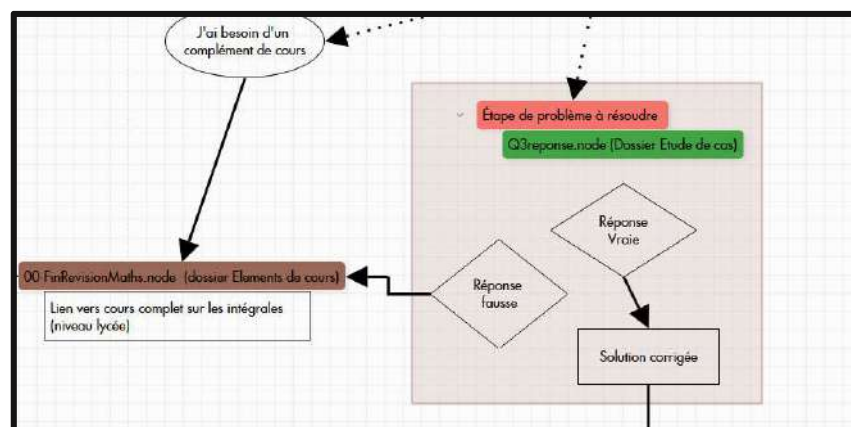 J'ai besoin d'un
complément de cours
Étape de problème à résoudre
Q3reponse.node (Dossier Etude de cas)
Réponse
Vraie
00-FinRevisionMaths.node (dossier Elements de cours)
Lien vers cours complet sur les intégrales
(niveau lycée)
Réponse
fausse
Solution corrigée